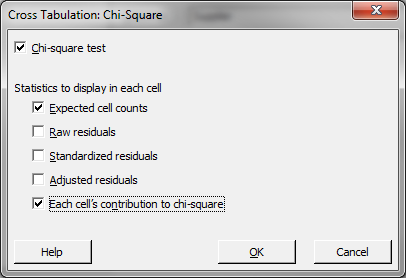 Cross Tabulation: Chi-Square
Chi-square test
Statistics to display in each cell
Expected cell counts
Raw residuals
Standardized residuals
Adjusted residuals
Each cell's contribution to chi-square
Help
OK
Cancel